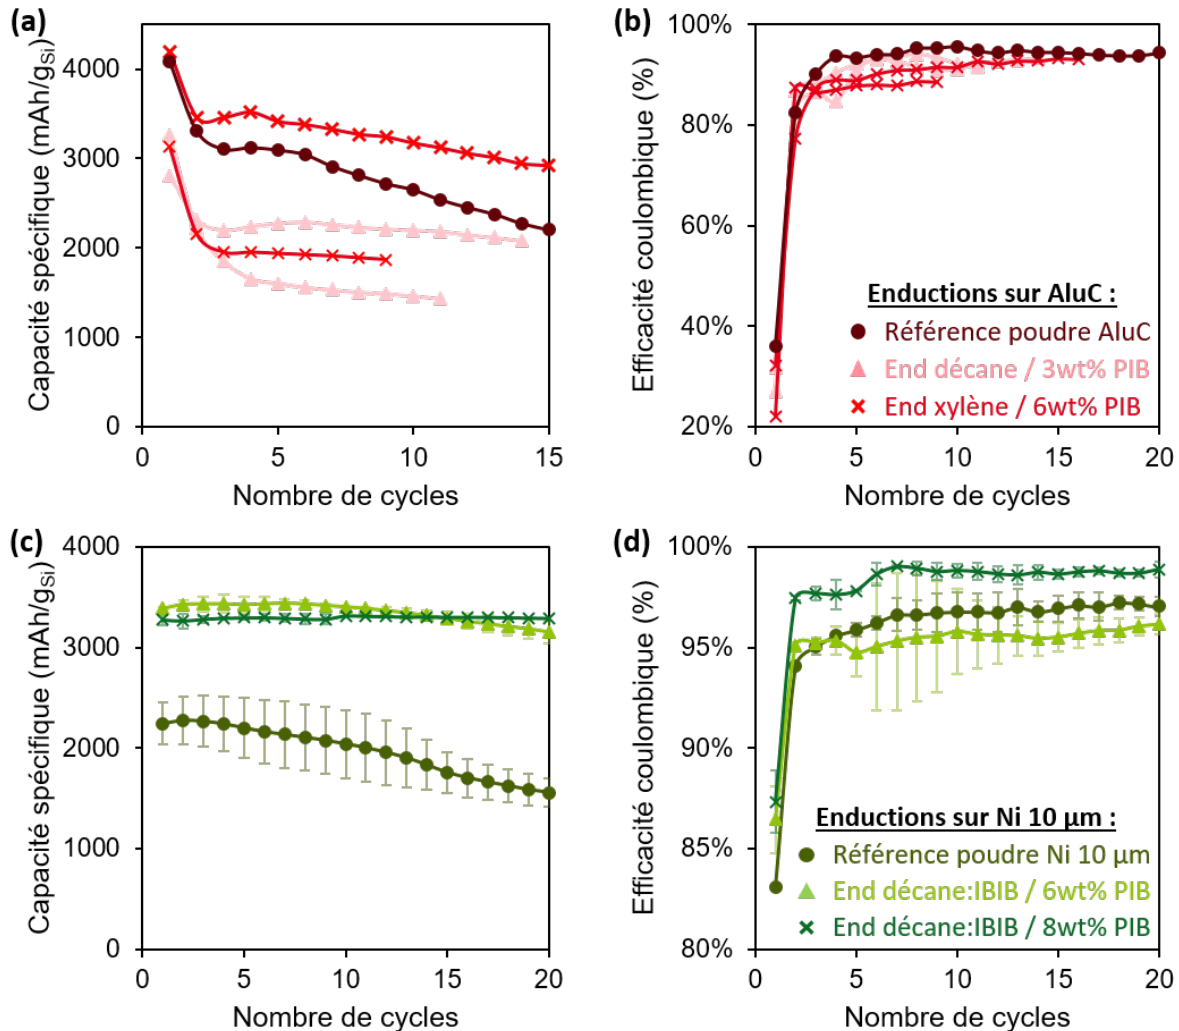 (a)
Capacité spécifique (mAh/gSi)
4000
3000
2000
1000
0
0 5 10 15
Nombre de cycles
(b)
Efficacité coulombique (%)
100%
80%
60%
40%
20%
0 5 10 15 20
Nombre de cycles
Enductions sur AluC :
Référence poudre AluC
End décane / 3wt% PIB
End xylène / 6wt% PIB
(c)
Capacité spécifique (mAh/gSi)
4000
3000
2000
1000
0
0 5 10 15 20
Nombre de cycles
(d)
Efficacité coulombique (%)
100%
95%
90%
85%
80%
0 5 10 15 20
Nombre de cycles
Enductions sur Ni 10 µm :
Référence poudre Ni 10 µm
End décane:IBIB / 6wt% PIB
End décane:IBIB / 8wt% PIB